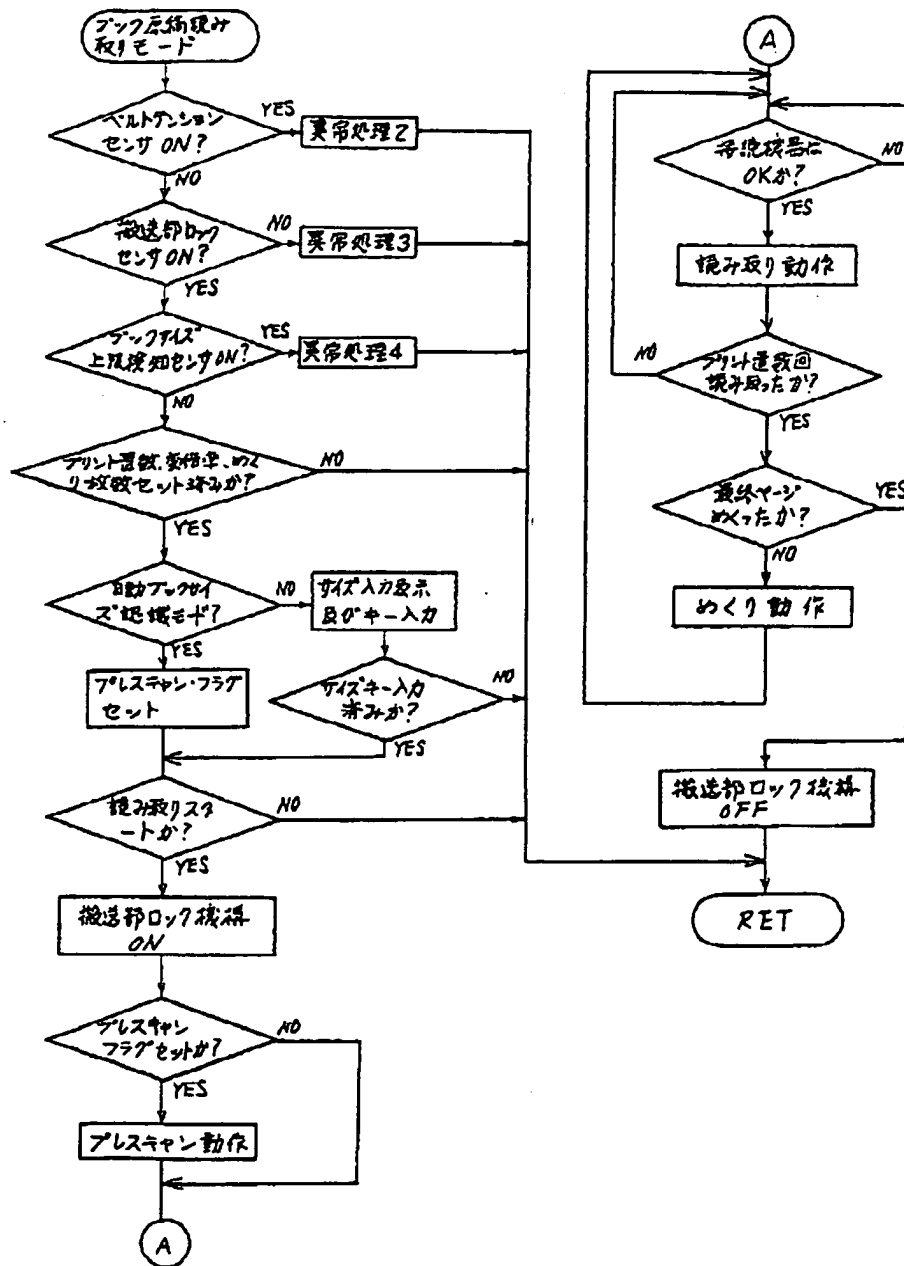 ブック原稿読み
取りモード
ベルトテンション
センサ ON?
YES
異常処理2
NO
搬送部ロック
センサON?
NO
異常処理3
YES
ブックサイズ
上限検知センサON?
YES
異常処理4
NO
プリント置数、変倍率、めく
り枚数セット済みか?
NO
YES
自動ブックサイ
ズ認識モード?
NO
サイズ入力表示
及びキー入力
YES
プレスキャン・フラグ
セット
サイズキー入力
済みか?
NO
YES
読み取りスタ
ートか?
NO
YES
搬送部ロック機構
ON
プレスキャン
フラグセットか?
NO
YES
プレスキャン動作
A
A
接続機器は
OKか?
NO
YES
読み取り動作
プリント置数回
読み取ったか?
NO
YES
最終ページ
めくったか?
YES
NO
めくり動作
搬送部ロック機構
OFF
RET